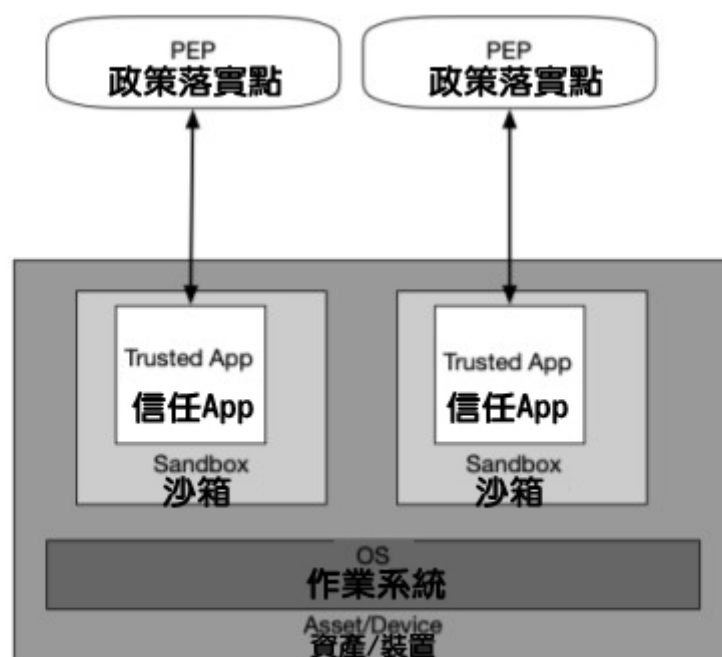 PEP
政策落實點
PEP
政策落實點
Trusted App
信任App
Sandbox
沙箱
Trusted App
信任App
Sandbox
沙箱
OS
作業系統
Asset/Device
資產/裝置